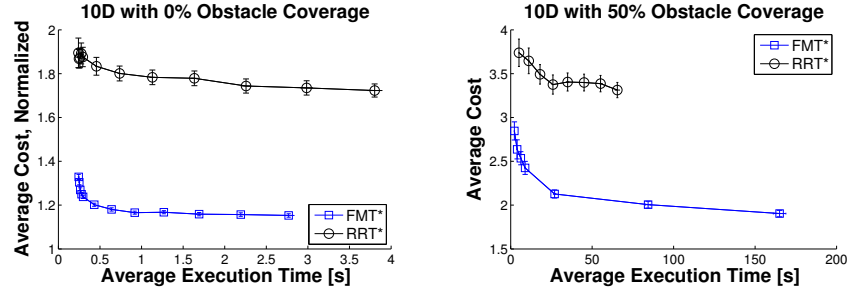 10D with 0% Obstacle Coverage
Average Cost, Normalized
2
1.8
1.6
1.4
1.2
1
0
0.5
1
1.5
2
2.5
3
3.5
4
Average Execution Time [s]
FMT*
RRT*
10D with 50% Obstacle Coverage
Average Cost
4
3.5
3
2.5
2
1.5
0
50
100
150
200
Average Execution Time [s]
FMT*
RRT*